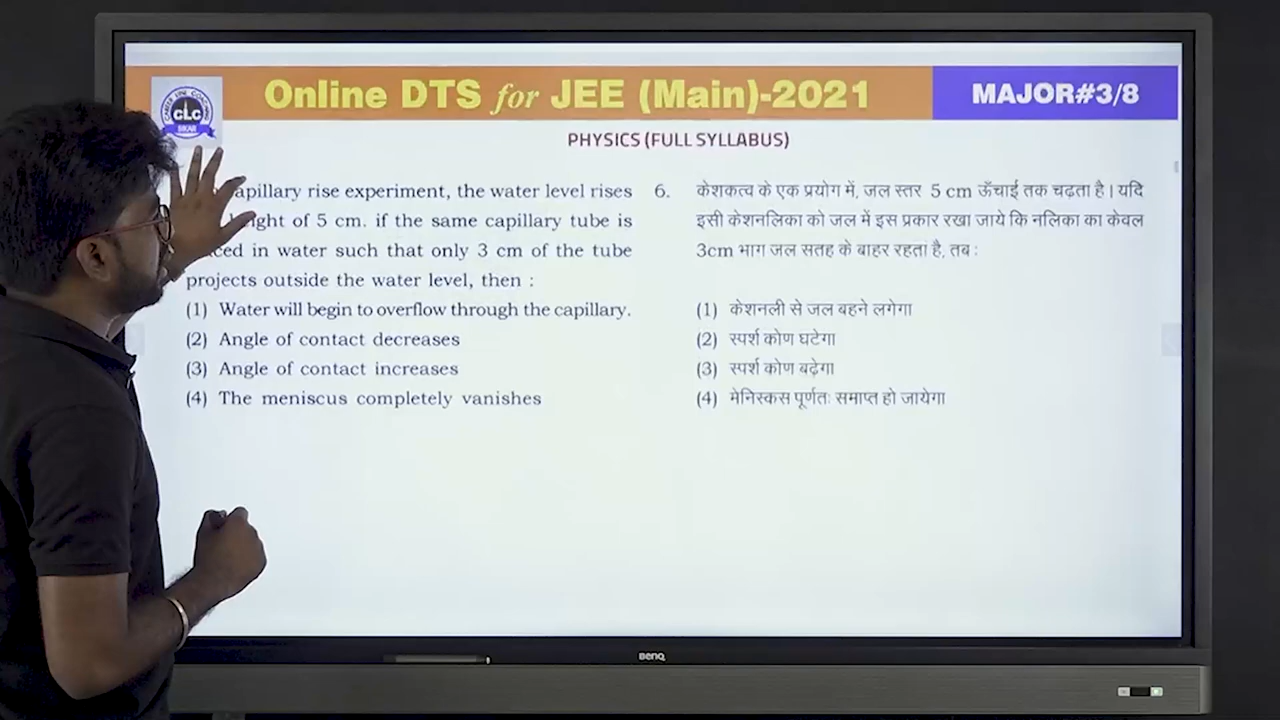 Online DTS for JEE (Main)-2021
MAJOR#3/8
CLC
SIKAR
PHYSICS (FULL SYLLABUS)
apillary rise experiment, the water level rises
ight of 5 cm. if the same capillary tube is
ced in water such that only 3 cm of the tube
projects outside the water level, then :
(1) Water will begin to overflow through the capillary.
(2) Angle of contact decreases
(3) Angle of contact increases
(4) The meniscus completely vanishes
6. केशकत्व के एक प्रयोग में, जल स्तर 5 cm ऊँचाई तक चढ़ता है। यदि
इसी केशनलिका को जल में इस प्रकार रखा जाये कि नलिका का केवल
3cm भाग जल सतह के बाहर रहता है, तब :
(1) केशनली से जल बहने लगेगा
(2) स्पर्श कोण घटेगा
(3) स्पर्श कोण बढ़ेगा
(4) मेनिस्कस पूर्णतः समाप्त हो जायेगा
BenQ